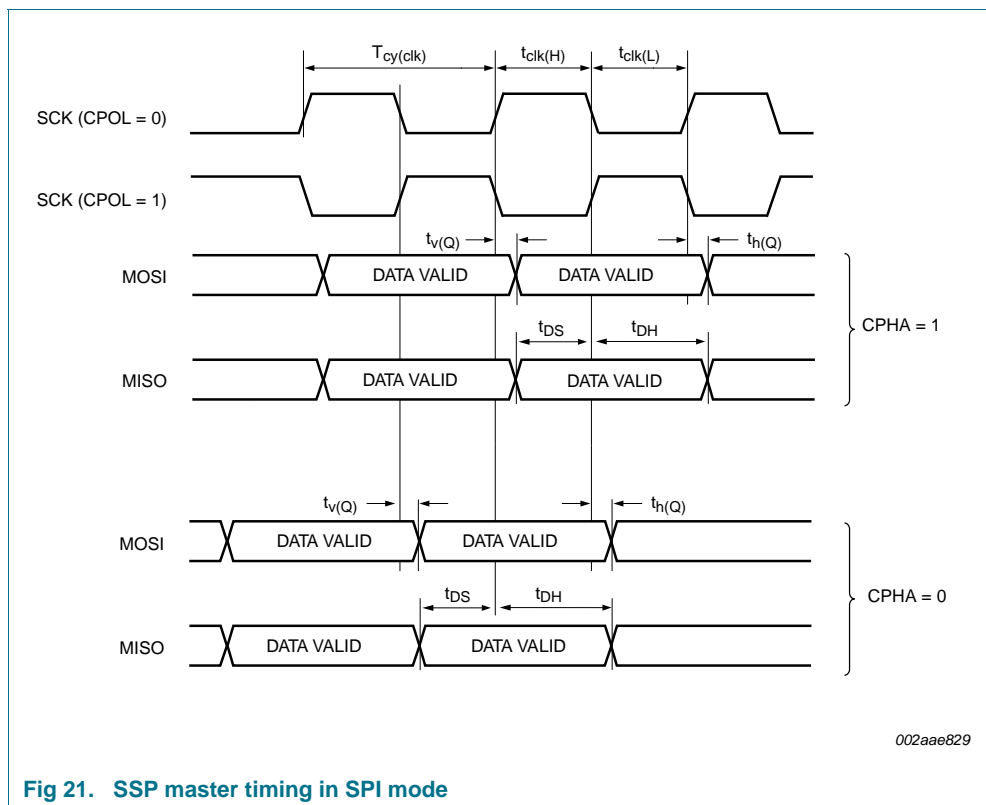 Tcy(clk) tclk(H) tclk(L)
SCK (CPOL = 0)
SCK (CPOL = 1)
tv(Q) th(Q)
MOSI DATA VALID DATA VALID
CPHA = 1
tDS tDH
MISO DATA VALID DATA VALID
tv(Q) th(Q)
MOSI DATA VALID DATA VALID
CPHA = 0
tDS tDH
MISO DATA VALID DATA VALID
002aae829
Fig 21. SSP master timing in SPI mode